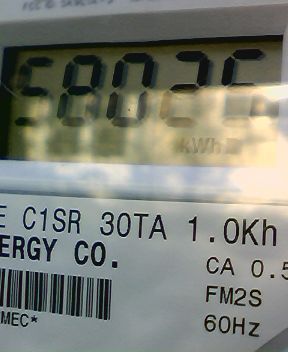 58025
kWh
E C1SR 30TA 1.0Kh
ERGY CO.
CA 0.5
FM2S
MEC*
60Hz